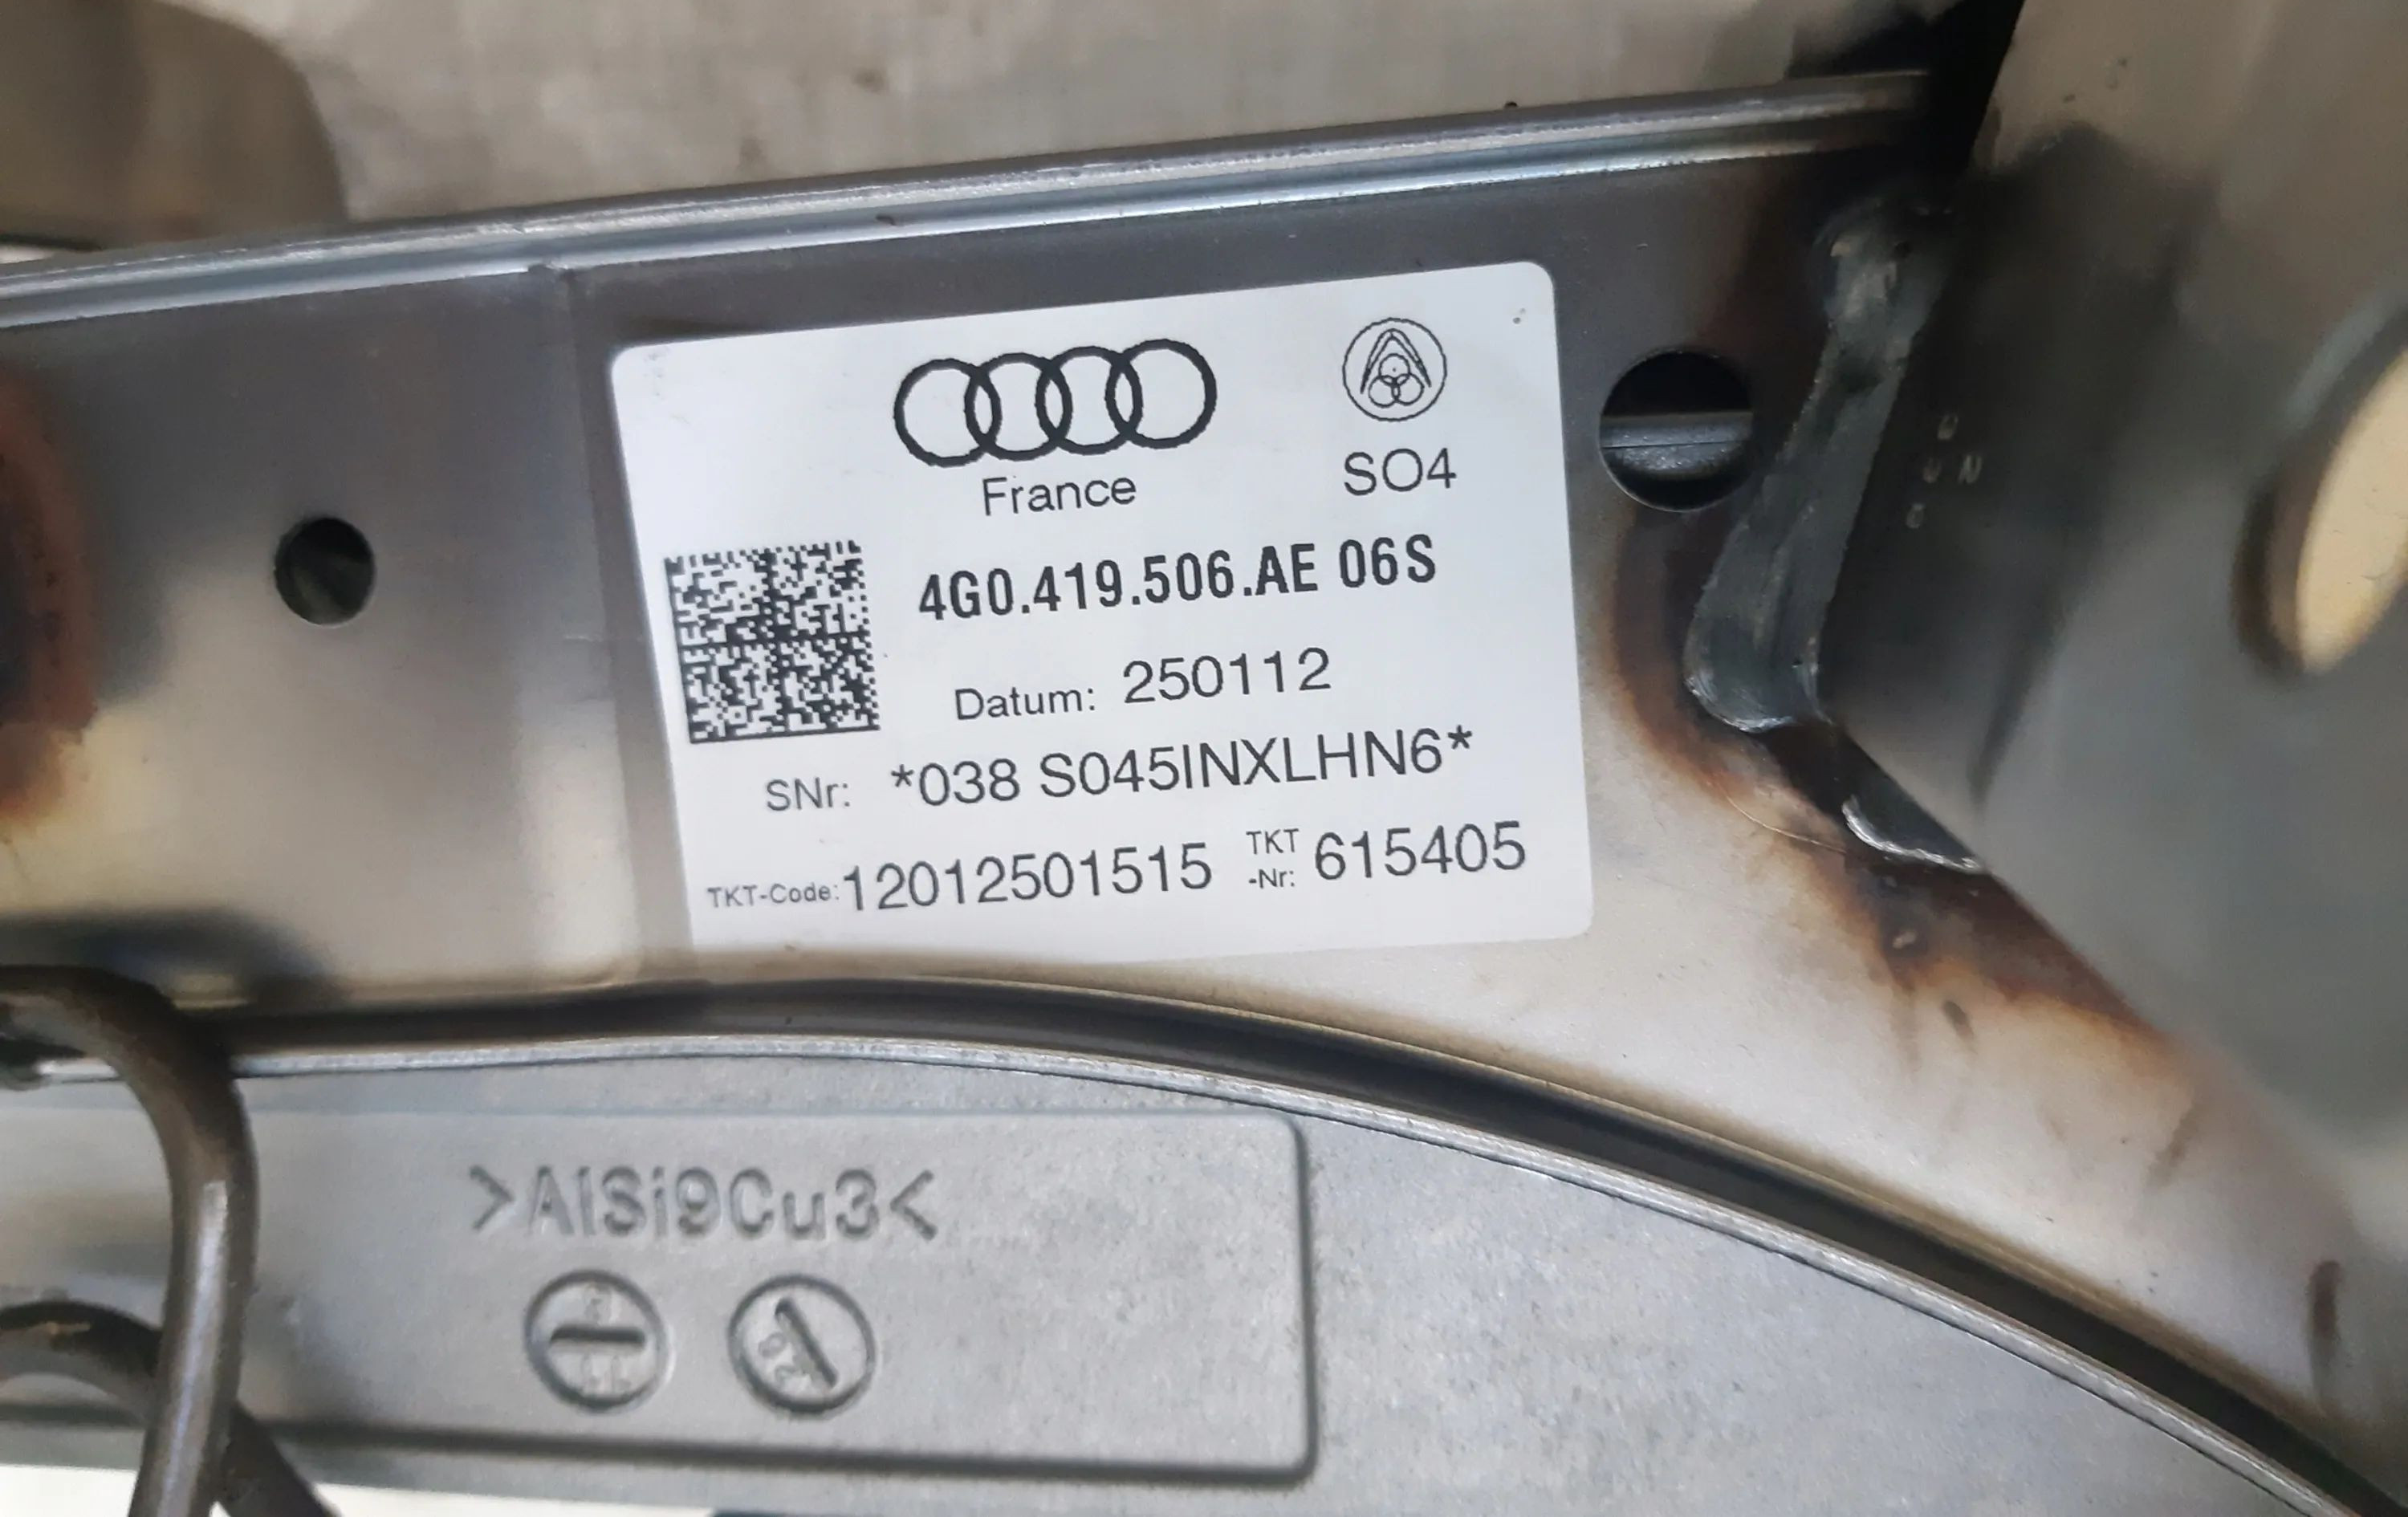 France
SO4
4G0.419.506.AE 06S
Datum: 250112
SNr: *038 S045INXLHN6*
TKT-Code:12012501515 TKT-Nr: 615405
>AlSi9Cu3<